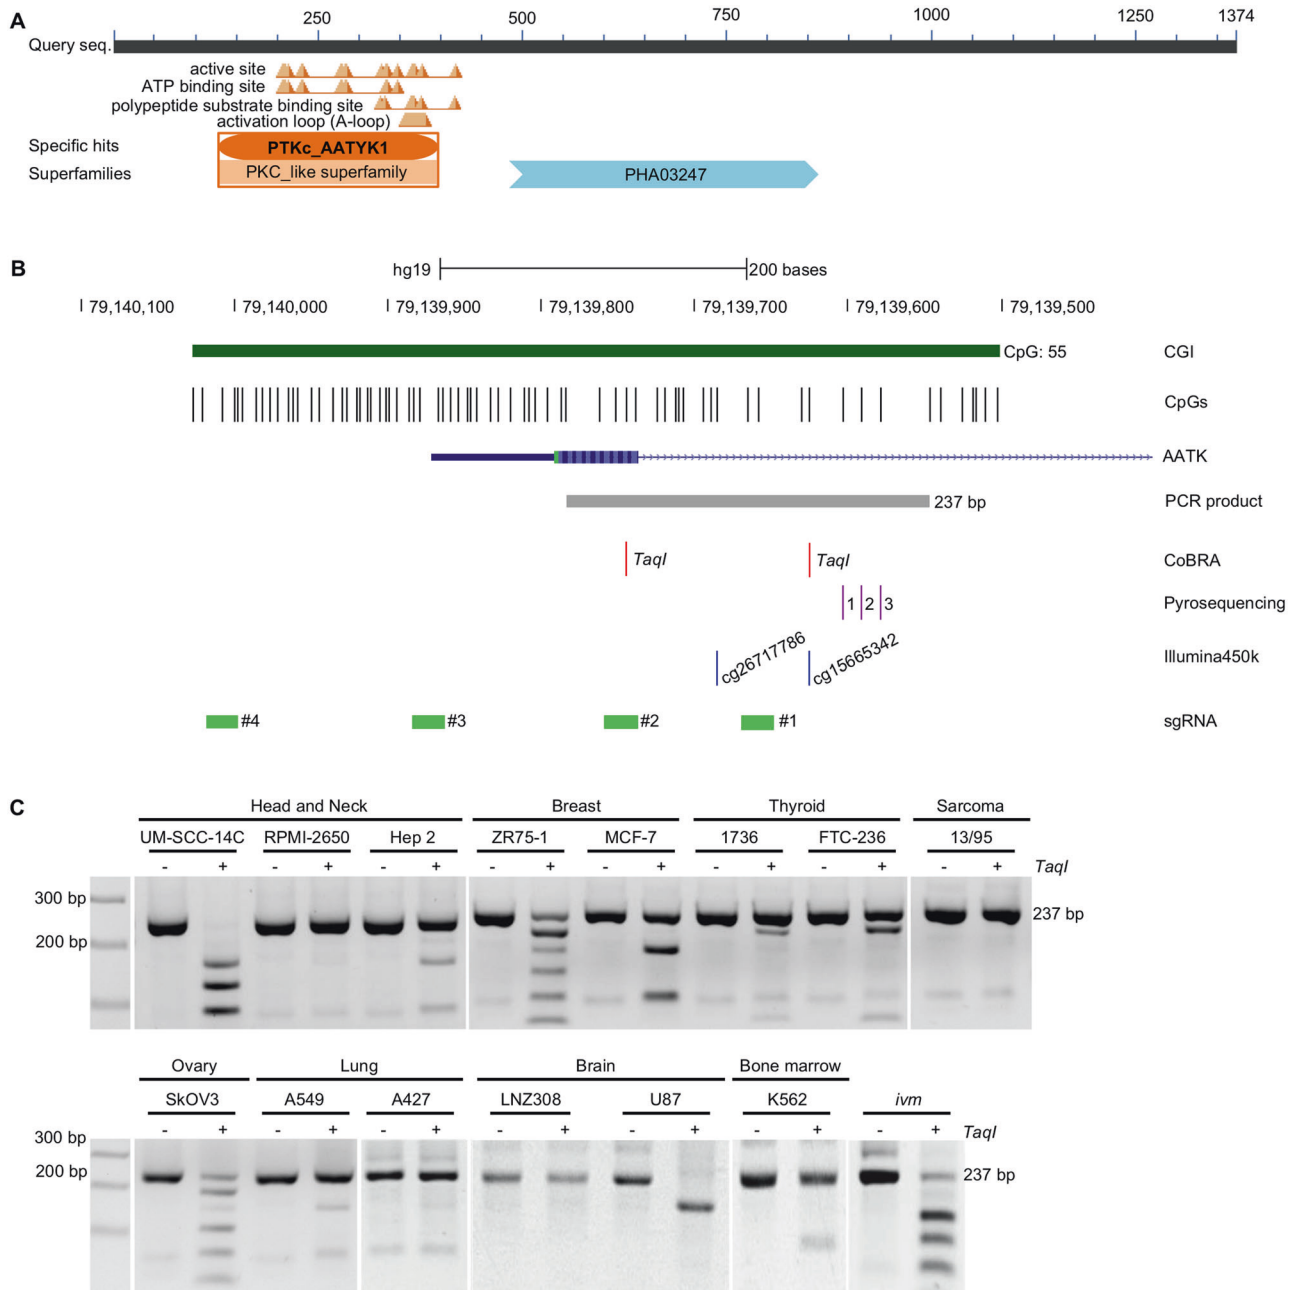 A
250 500 750 1000 1250 1374
Query seq.
active site
ATP binding site
polypeptide substrate binding site
activation loop (A-loop)
Specific hits PTKc_AATYK1
Superfamilies PKC_like superfamily PHA03247
B
hg19 200 bases
79,140,100 79,140,000 79,139,900 79,139,800 79,139,700 79,139,600 79,139,500
CpG: 55 CGI
CpGs
AATK
237 bp PCR product
TaqI TaqI CoBRA
1 2 3 Pyrosequencing
cg26717786 cg15665342 Illumina450k
#4 #3 #2 #1 sgRNA
C
Head and Neck Breast Thyroid Sarcoma
UM-SCC-14C RPMI-2650 Hep 2 ZR75-1 MCF-7 1736 FTC-236 13/95
- + - + - + - + - + - + - + - + TaqI
300 bp
200 bp
237 bp
Ovary Lung Brain Bone marrow
SkOV3 A549 A427 LNZ308 U87 K562 ivm
- + - + - + - + - + - + - + TaqI
300 bp
200 bp
237 bp